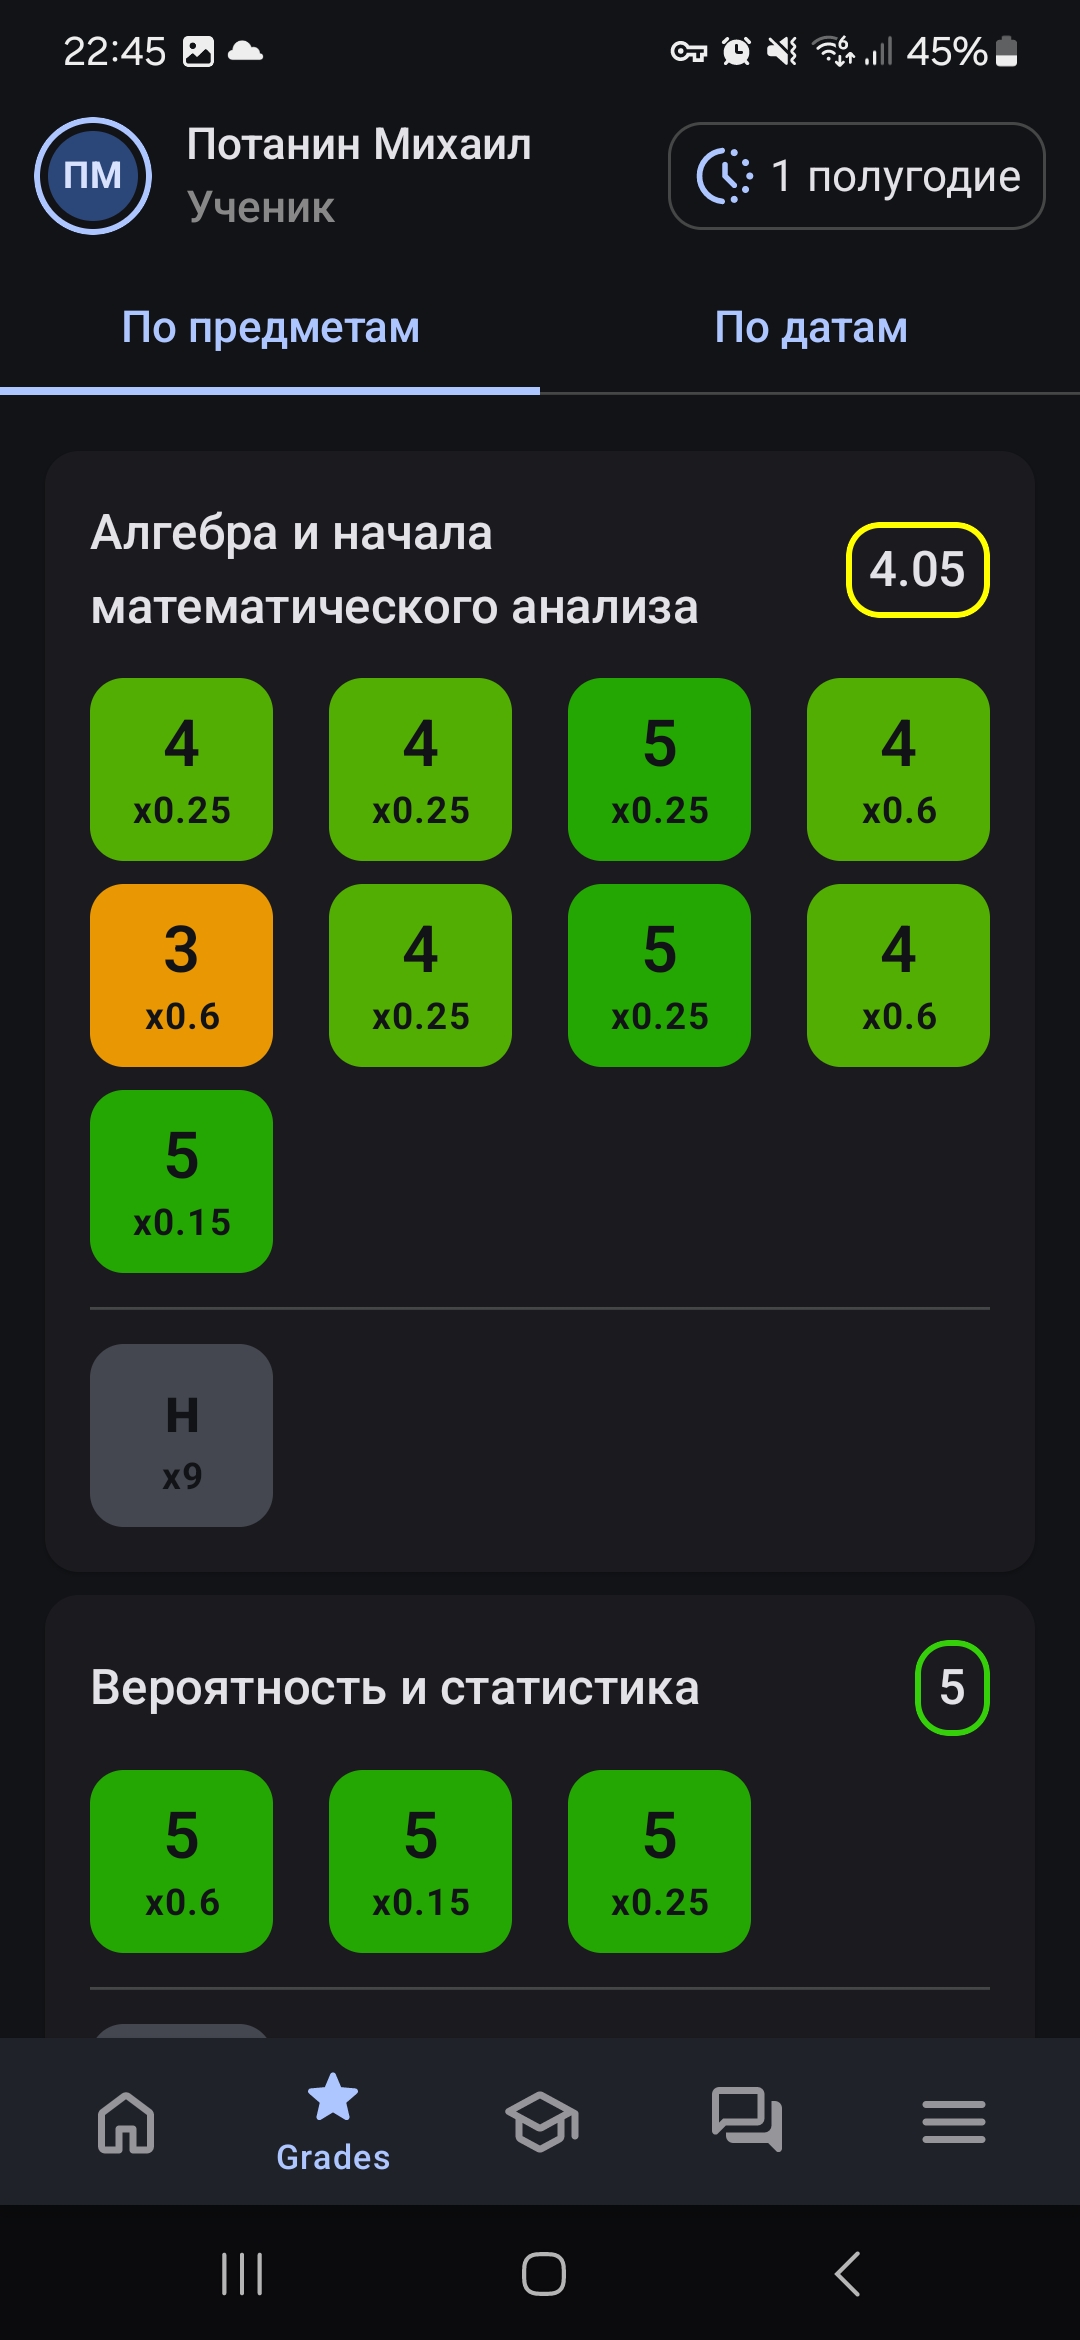 22:45 6 45%
ПМ
Потанин Михаил
Ученик
1 полугодие
По предметам По датам
Алгебра и начала
математического анализа
4.05
4 4 5 4
x0.25 x0.25 x0.25 x0.6
3 4 5 4
x0.6 x0.25 x0.25 x0.6
5
x0.15
Н
x9
Вероятность и статистика 5
5 5 5
x0.6 x0.15 x0.25
Grades